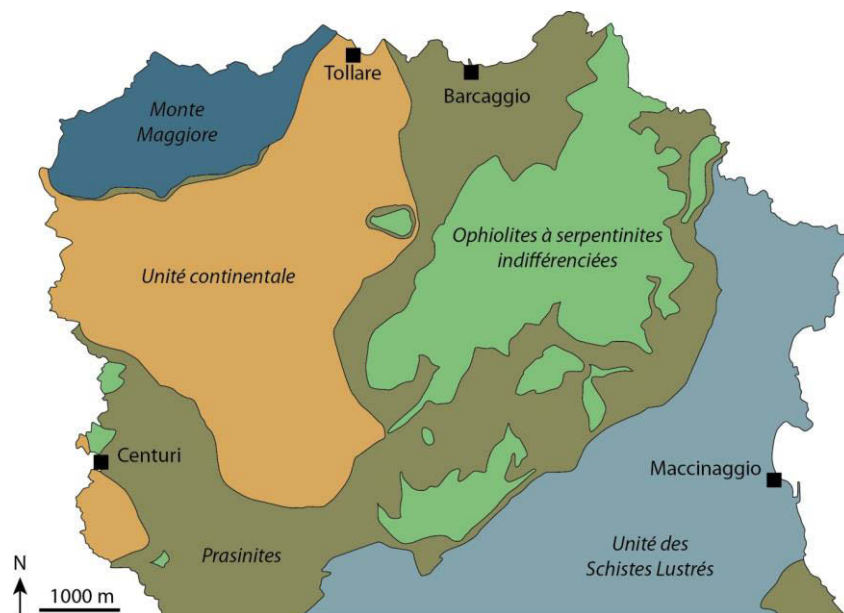 Tollare
Barcaggio
Monte
Maggiore
Ophiolites à serpentinites
indifférenciées
Unité continentale
Centuri
Maccinaggio
Prasinites
Unité des
Schistes Lustrés
N
1000 m